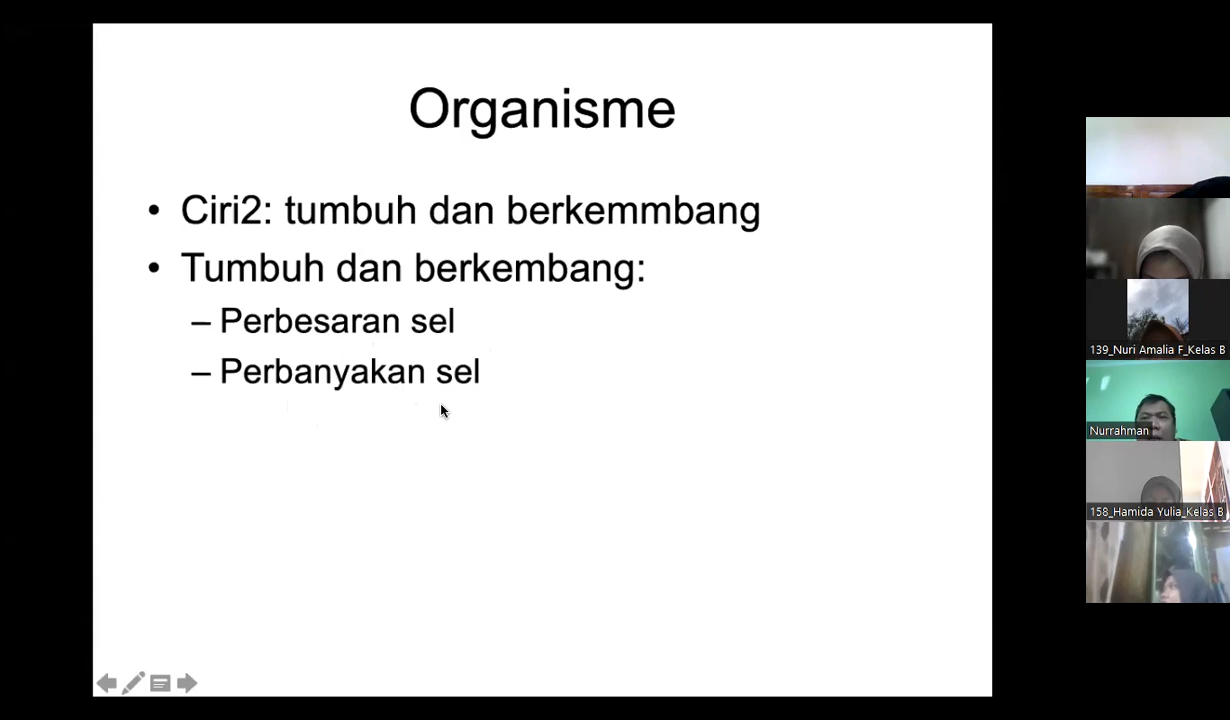 Organisme
• Ciri2: tumbuh dan berkemmbang
• Tumbuh dan berkembang:
– Perbesaran sel
– Perbanyakan sel
139_Nuri Amalia F_Kelas B
Nurrahman
158_Hamida Yulia_Kelas B